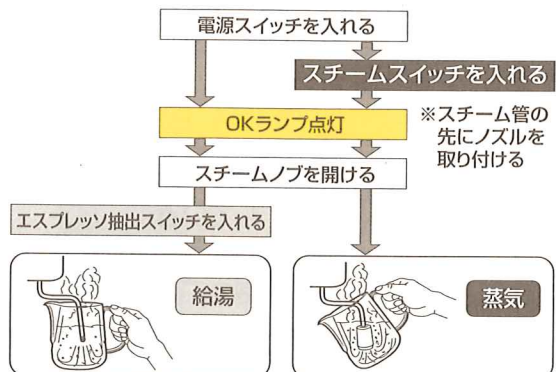 電源スイッチを入れる
スチームスイッチを入れる
OKランプ点灯
※スチーム管の
先にノズルを
取り付ける
スチームノブを開ける
エスプレッソ抽出スイッチを入れる
給湯
蒸気